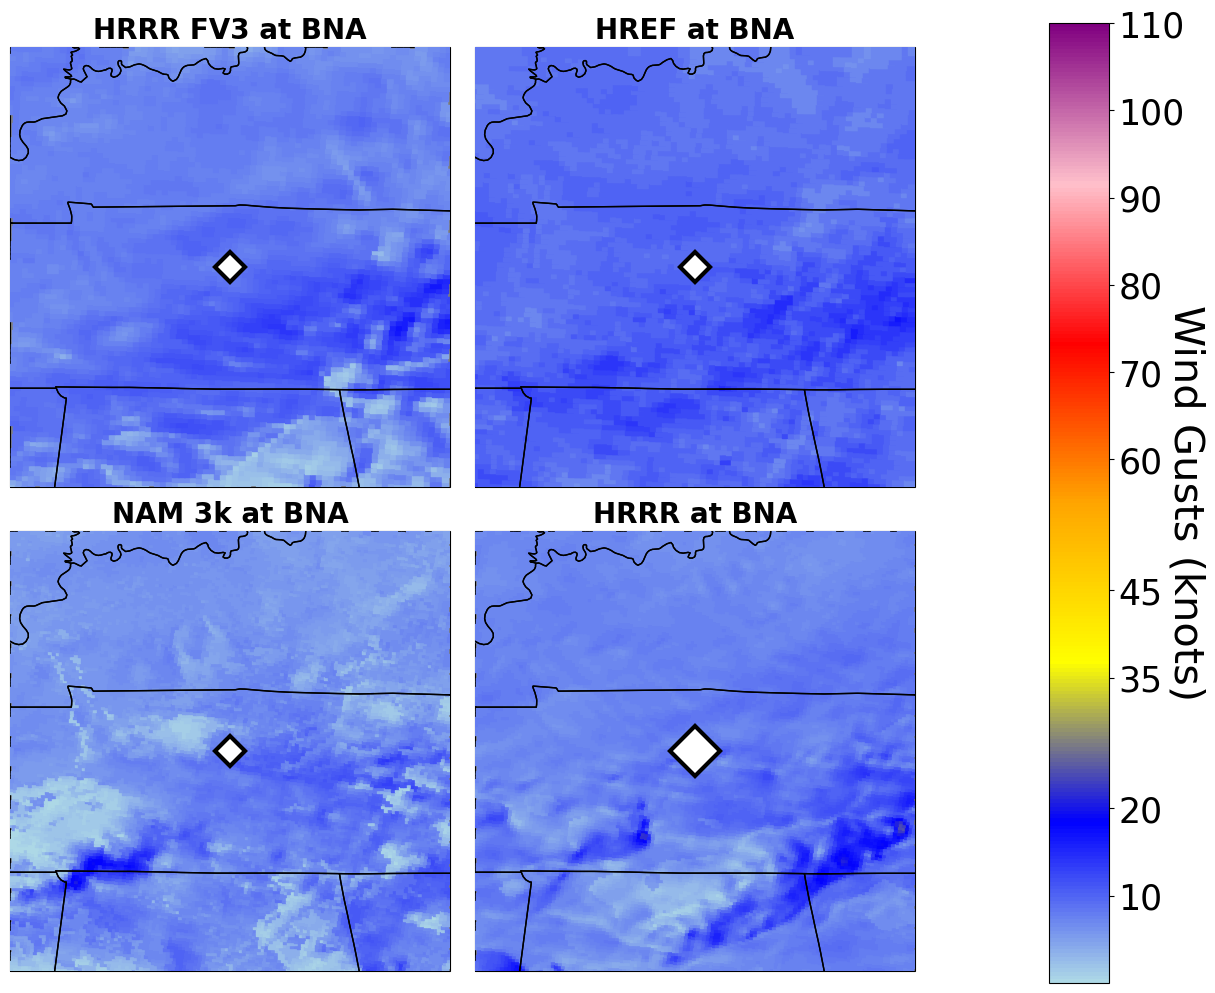 HRRR FV3 at BNA
HREF at BNA
NAM 3k at BNA
HRRR at BNA
110
100
90
80
70
60
45
35
20
10
Wind Gusts (knots)